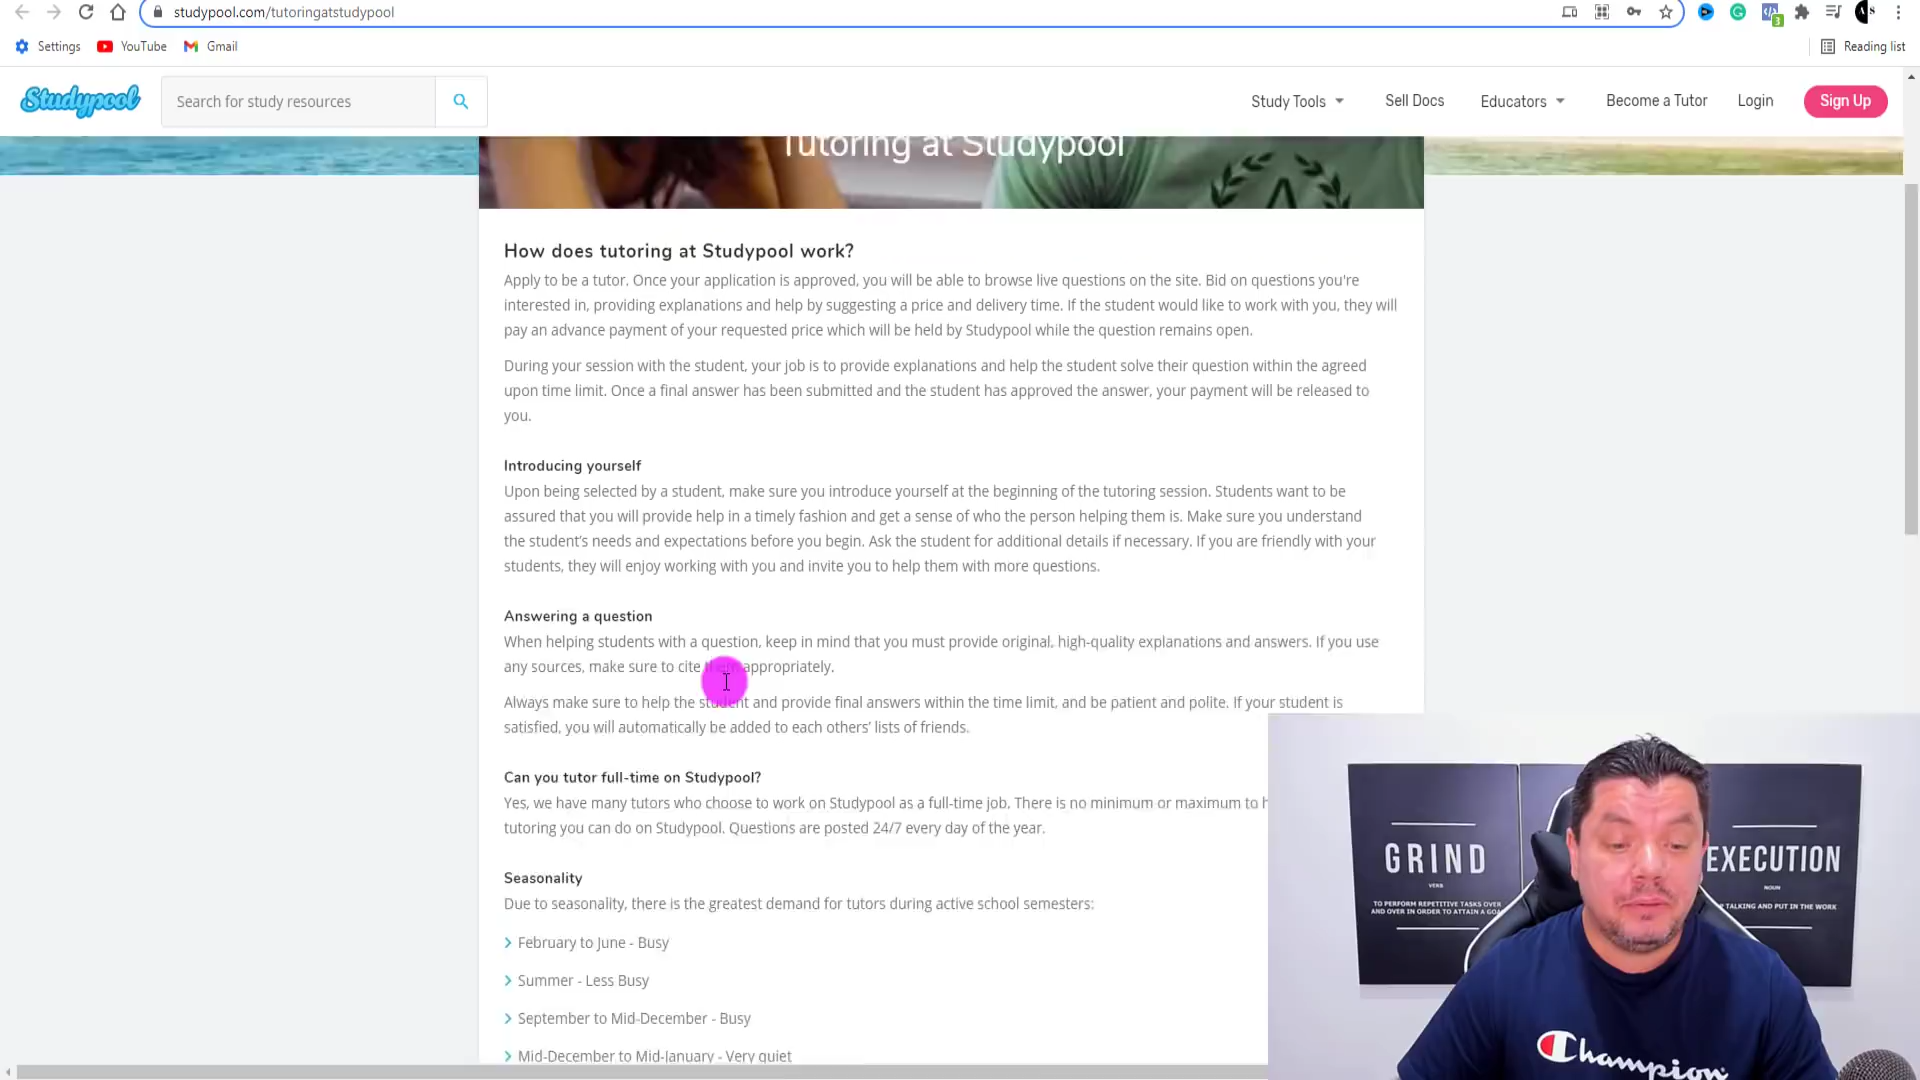 studypool.com/tutoringatstudypool
3
Settings YouTube Gmail Reading list
Studypool Search for study resources Study Tools Sell Docs Educators Become a Tutor Login Sign Up
Tutoring at Studypool
How does tutoring at Studypool work?
Apply to be a tutor. Once your application is approved, you will be able to browse live questions on the site. Bid on questions you're
interested in, providing explanations and help by suggesting a price and delivery time. If the student would like to work with you, they will
pay an advance payment of your requested price which will be held by Studypool while the question remains open.
During your session with the student, your job is to provide explanations and help the student solve their question within the agreed
upon time limit. Once a final answer has been submitted and the student has approved the answer, your payment will be released to
you.
Introducing yourself
Upon being selected by a student, make sure you introduce yourself at the beginning of the tutoring session. Students want to be
assured that you will provide help in a timely fashion and get a sense of who the person helping them is. Make sure you understand
the student's needs and expectations before you begin. Ask the student for additional details if necessary. If you are friendly with your
students, they will enjoy working with you and invite you to help them with more questions.
Answering a question
When helping students with a question, keep in mind that you must provide original, high-quality explanations and answers. If you use
any sources, make sure to cite them appropriately.
Always make sure to help the student and provide final answers within the time limit, and be patient and polite. If your student is
satisfied, you will automatically be added to each others' lists of friends.
Can you tutor full-time on Studypool?
Yes, we have many tutors who choose to work on Studypool as a full-time job. There is no minimum or maximum to h
tutoring you can do on Studypool. Questions are posted 24/7 every day of the year.
Seasonality
Due to seasonality, there is the greatest demand for tutors during active school semesters:
February to June - Busy
Summer - Less Busy
September to Mid-December - Busy
Mid-December to Mid-January - Very quiet
GRIND
VERB
TO PERFORM REPETITIVE TASKS OVER
AND OVER IN ORDER TO ATTAIN A GOA
EXECUTION
NOUN
TALKING AND PUT IN THE WORK
Champion